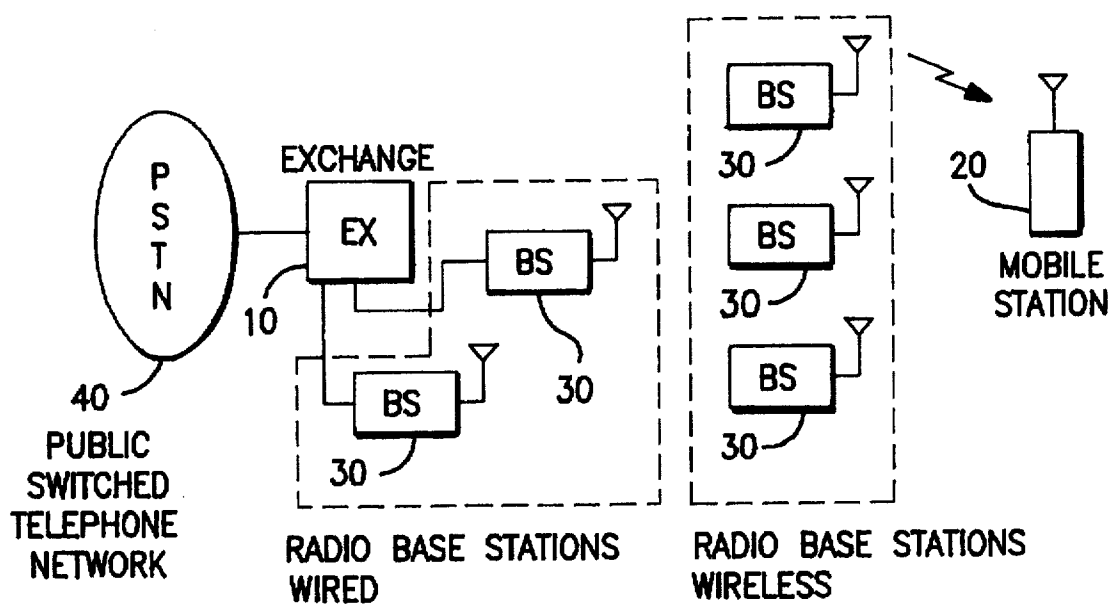 P
S
T
N
40
PUBLIC
SWITCHED
TELEPHONE
NETWORK
EXCHANGE
EX
10
BS
30
BS
30
RADIO BASE STATIONS
WIRED
BS
30
BS
30
BS
30
RADIO BASE STATIONS
WIRELESS
20
MOBILE
STATION